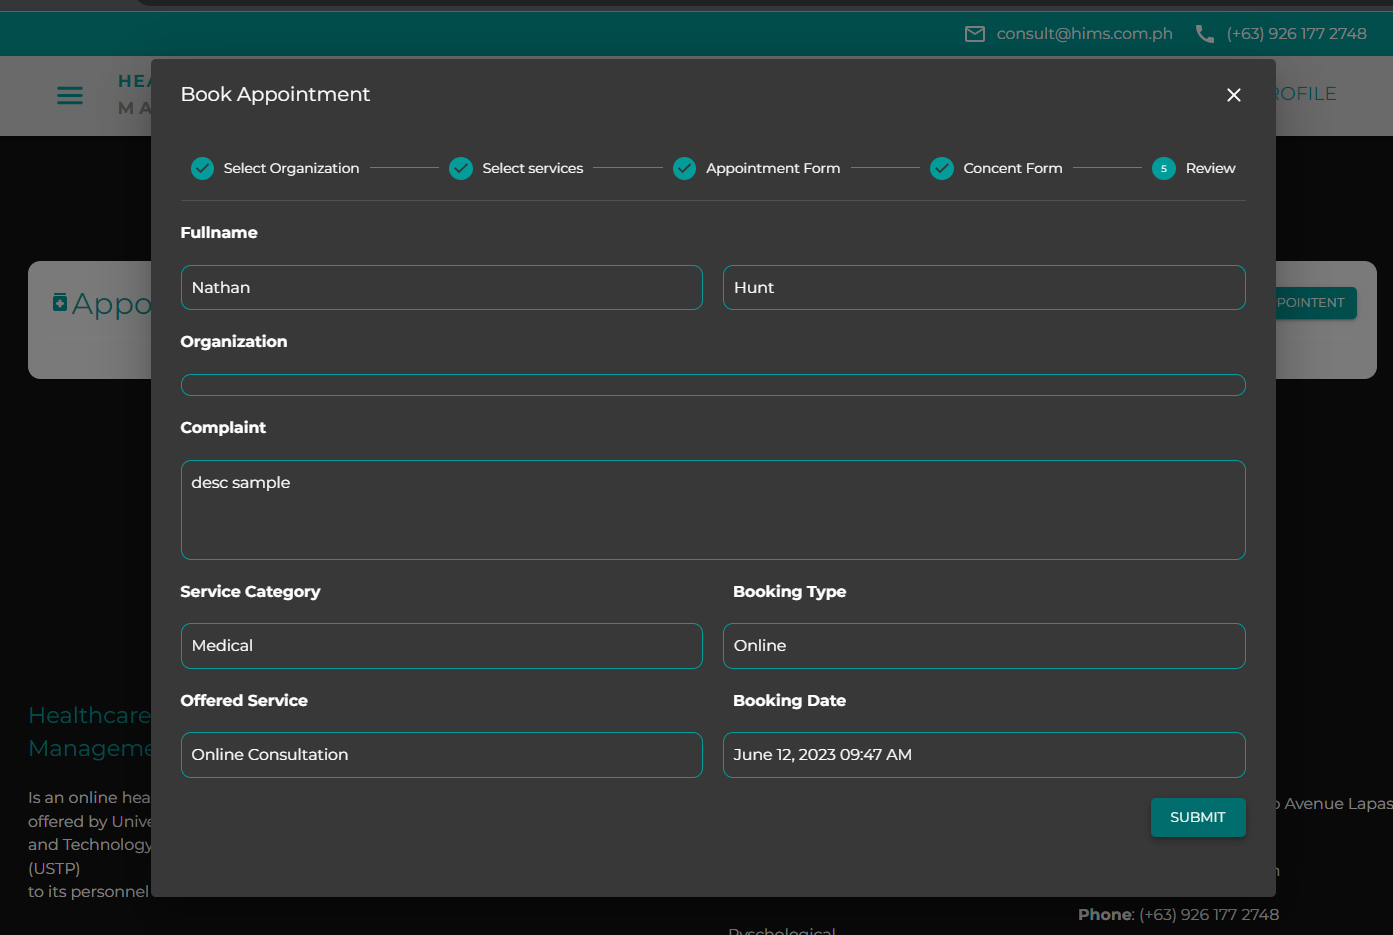 consult@hims.com.ph (+63) 926 177 2748
HEA
MA
Book Appointment
ROFILE
Select Organization Select services Appointment Form Concent Form 5 Review
Fullname
Nathan Hunt
Appo
POINTENT
Organization
Complaint
desc sample
Service Category Booking Type
Medical Online
Offered Service Booking Date
Healthcare
Manageme
Online Consultation June 12, 2023 09:47 AM
Is an online hea
offered by Unive
and Technology
(USTP)
to its personnel
o Avenue Lapas
SUBMIT
n
Phone: (+63) 926 177 2748
Pyschological